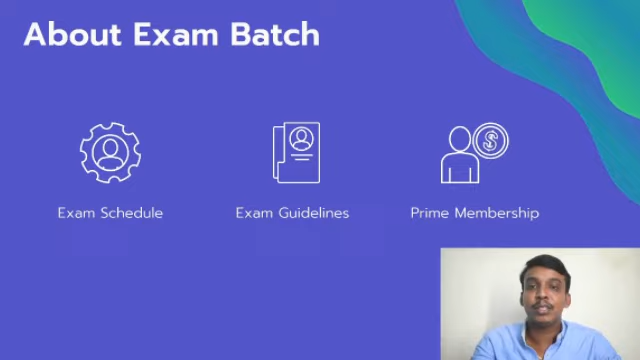 About Exam Batch
Exam Schedule
Exam Guidelines
Prime Membership